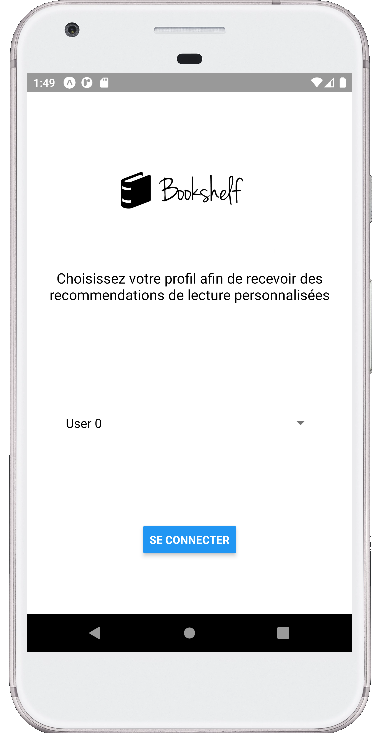 1:49
Bookshelf
Choisissez votre profil afin de recevoir des
recommendations de lecture personnalisées
User 0
SE CONNECTER